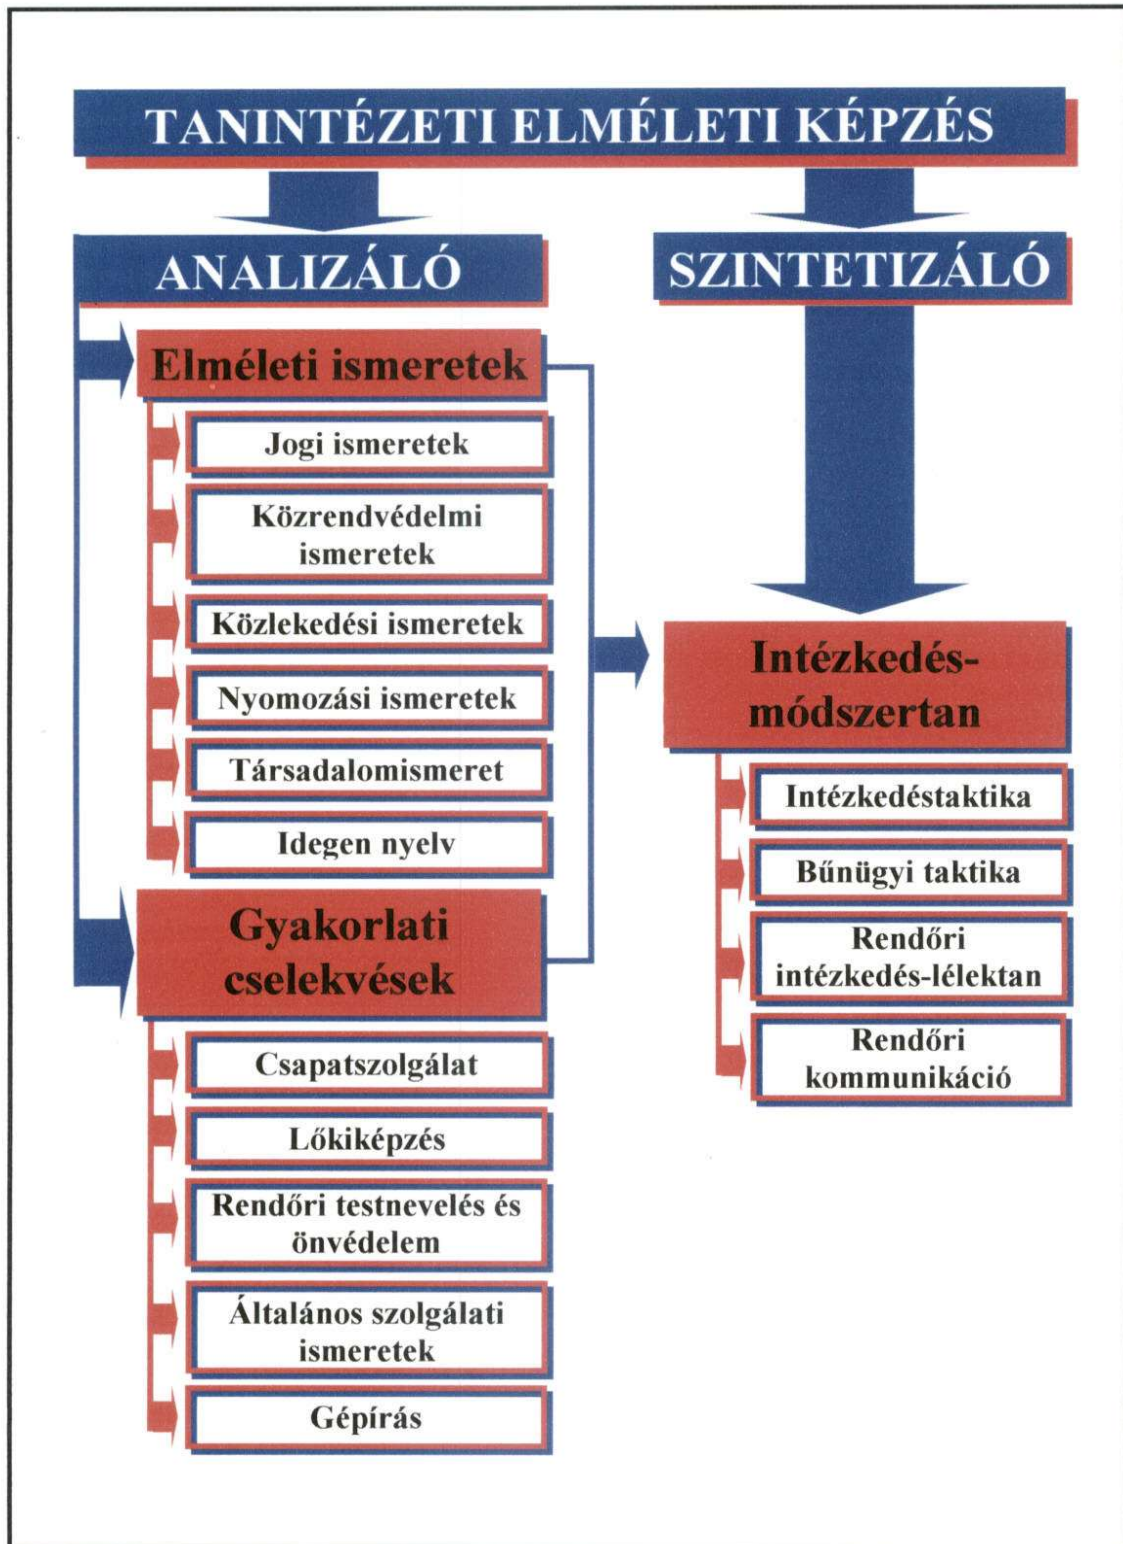 TANINTÉZETI ELMÉLETI KÉPZÉS
ANALIZÁLÓ
Elméleti ismeretek
Jogi ismeretek
Közrendvédelmi
ismeretek
Közlekedési ismeretek
Nyomozási ismeretek
Társadalomismeret
Idegen nyelv
Gyakorlati
cselekvések
Csapatszolgálat
Lőkiképzés
Rendőri testnevelés és
önvédelem
Általános szolgálati
ismeretek
Gépírás
SZINTETIZÁLÓ
Intézkedés-
módszertan
Intézkedéstaktika
Bűnügyi taktika
Rendőri
intézkedés-lélektan
Rendőri
kommunikáció